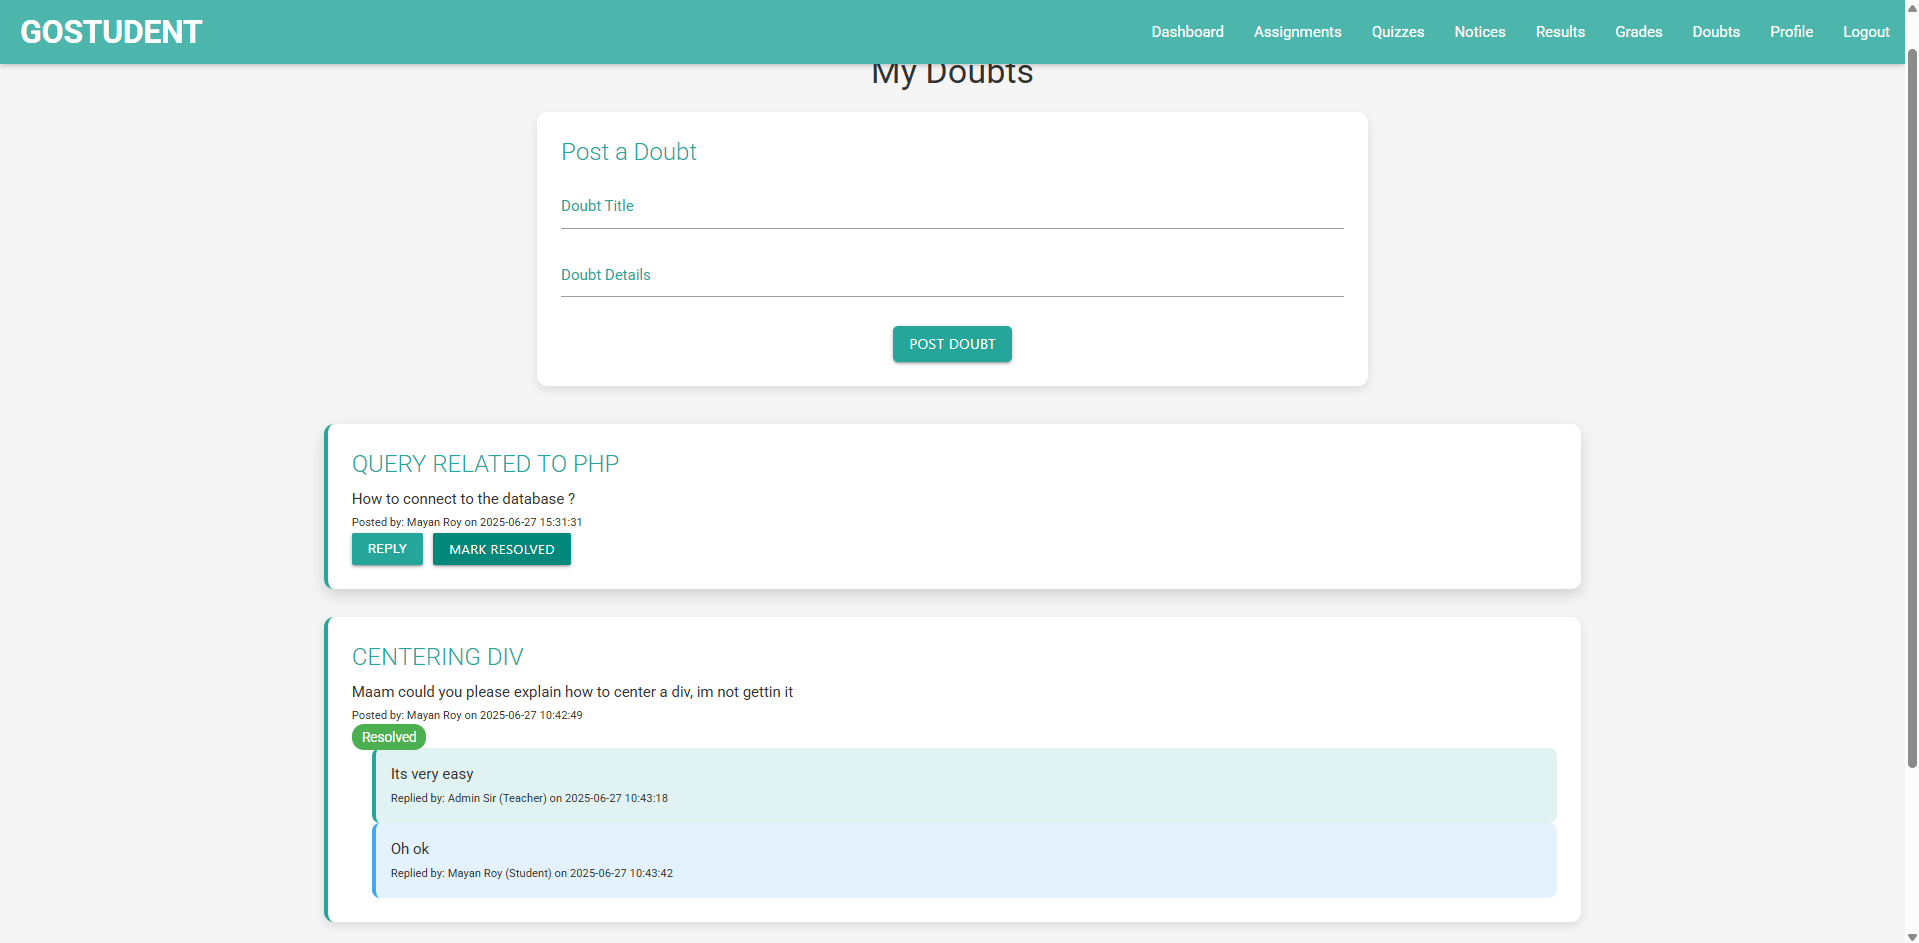 GOSTUDENT
Dashboard Assignments Quizzes Notices Results Grades Doubts Profile Logout
My Doubts
Post a Doubt
Doubt Title
Doubt Details
POST DOUBT
QUERY RELATED TO PHP
How to connect to the database ?
Posted by: Mayan Roy on 2025-06-27 15:31:31
REPLY MARK RESOLVED
CENTERING DIV
Maam could you please explain how to center a div, im not gettin it
Posted by: Mayan Roy on 2025-06-27 10:42:49
Resolved
Its very easy
Replied by: Admin Sir (Teacher) on 2025-06-27 10:43:18
Oh ok
Replied by: Mayan Roy (Student) on 2025-06-27 10:43:42